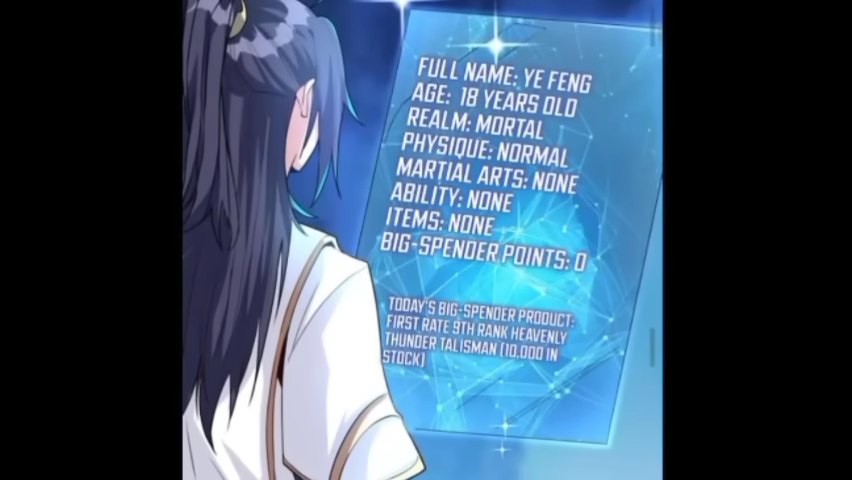 FULL NAME: YE FENG
AGE: 18 YEARS OLD
REALM: MORTAL
PHYSIQUE: NORMAL
MARTIAL ARTS: NONE
ABILITY: NONE
ITEMS: NONE
BIG-SPENDER POINTS: 0
TODAY'S BIG-SPENDER PRODUCT:
FIRST RATE 9TH RANK HEAVENLY
THUNDER TALISMAN (10,000 IN
STOCK)